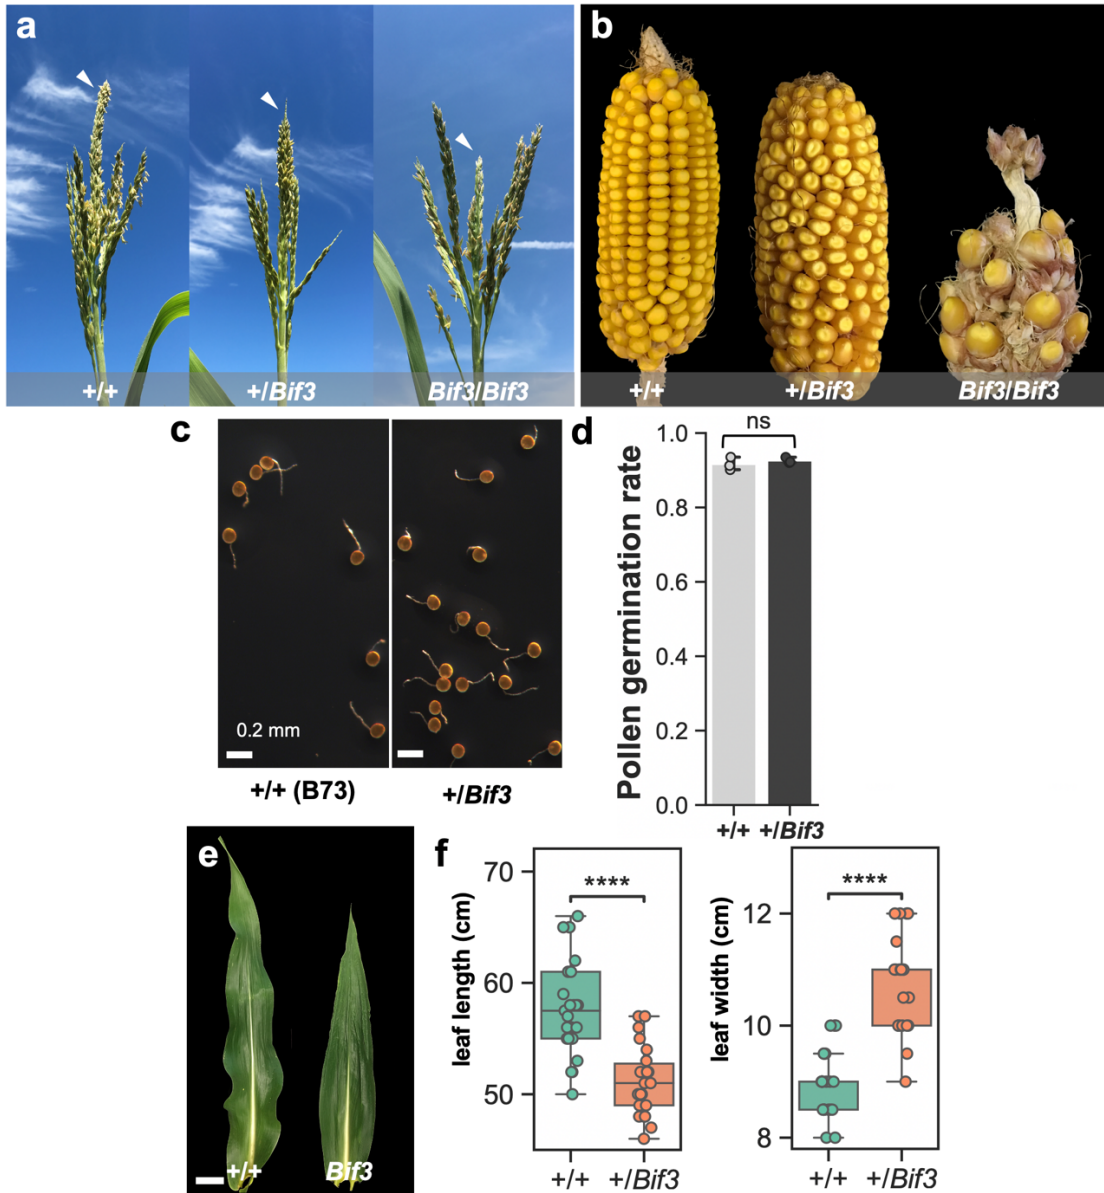 a
+/+
+/Bif3
Bif3/Bif3
b
+/+
+/Bif3
Bif3/Bif3
c
0.2 mm
+/+ (B73)
+/Bif3
d
ns
Pollen germination rate
1.0
0.8
0.6
0.4
0.2
0.0
+/+
+/Bif3
e
+/+
Bif3
f
leaf length (cm)
70
60
50
****
+/+
+/Bif3
leaf width (cm)
12
10
8
****
+/+
+/Bif3